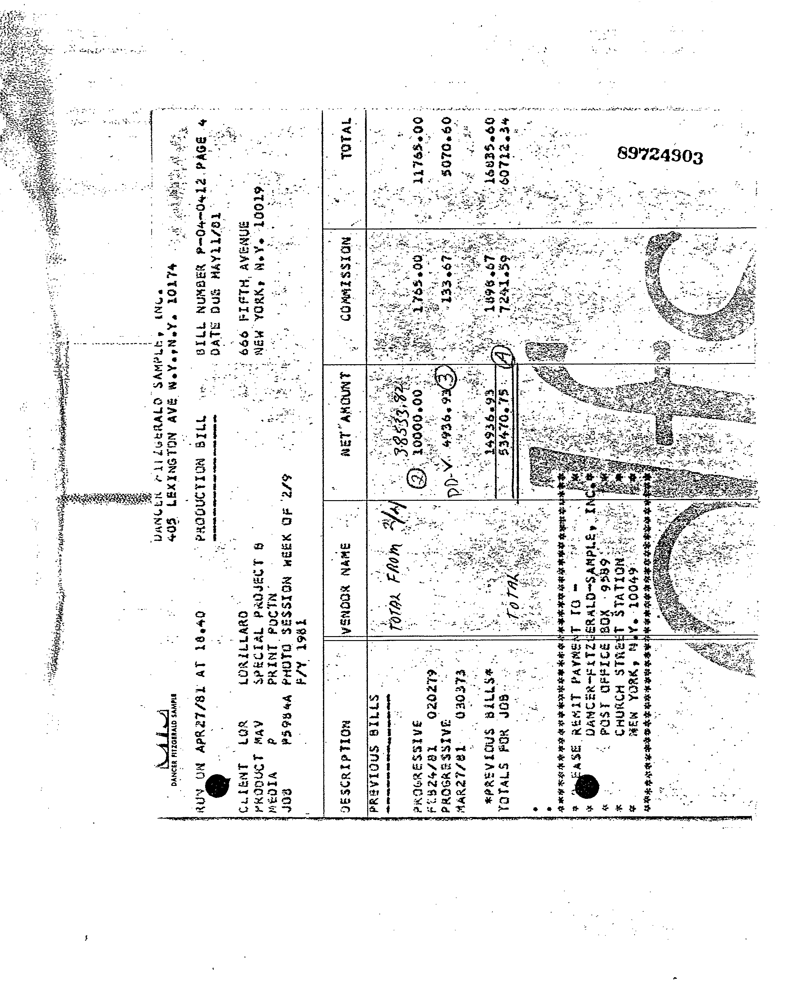 DANCER FITZGERALD SAMPLE, INC.
405 LEXINGTON AVE N.Y.,N.Y. 10174
DANCER FITZGERALD SAMPLE
RUN ON APR27/81 AT 18.40 PRODUCTION BILL BILL NUMBER P-04-0412 PAGE 4
DATE DUE MAY11/81
CLIENT LOR LORILLARD 666 FIFTH AVENUE
PRODUCT MAV SPECIAL PROJECT B NEW YORK, N.Y. 10019
MEDIA P PRINT PDCTN
JOB P5984A PHOTO SESSION WEEK OF 2/9
F/Y 1981
DESCRIPTION VENDOR NAME NET AMOUNT COMMISSION TOTAL
PREVIOUS BILLS
TOTAL FROM 2/4 38533.82
PROGRESSIVE
FEB24/81 020279 2 10000.00 1765.00 11765.00
PROGRESSIVE
MAR27/81 030373 DD-V. 4936.93 3 133.67 5070.60
*PREVIOUS BILLS* 14936.93 1898.67 16835.60
TOTALS FOR JOB TOTAL 53470.75 A 7241.59 60712.34
*********************************
* PLEASE REMIT PAYMENT TO - *
* DANCER-FITZGERALD-SAMPLE, INC.*
* POST OFFICE BOX 9589 *
* CHURCH STREET STATION *
* NEW YORK, N.Y. 10049 *
*********************************
89724903